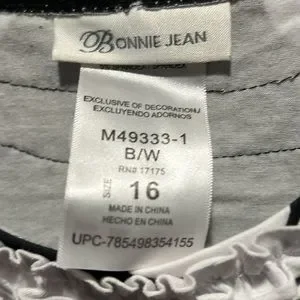 BONNIE JEAN
EXCLUSIVE OF DECORATION/
EXCLUYENDO ADORNOS
M49333-1
B/W
RN# 17175
SIZE 16
MADE IN CHINA
HECHO EN CHINA
UPC-785498354155